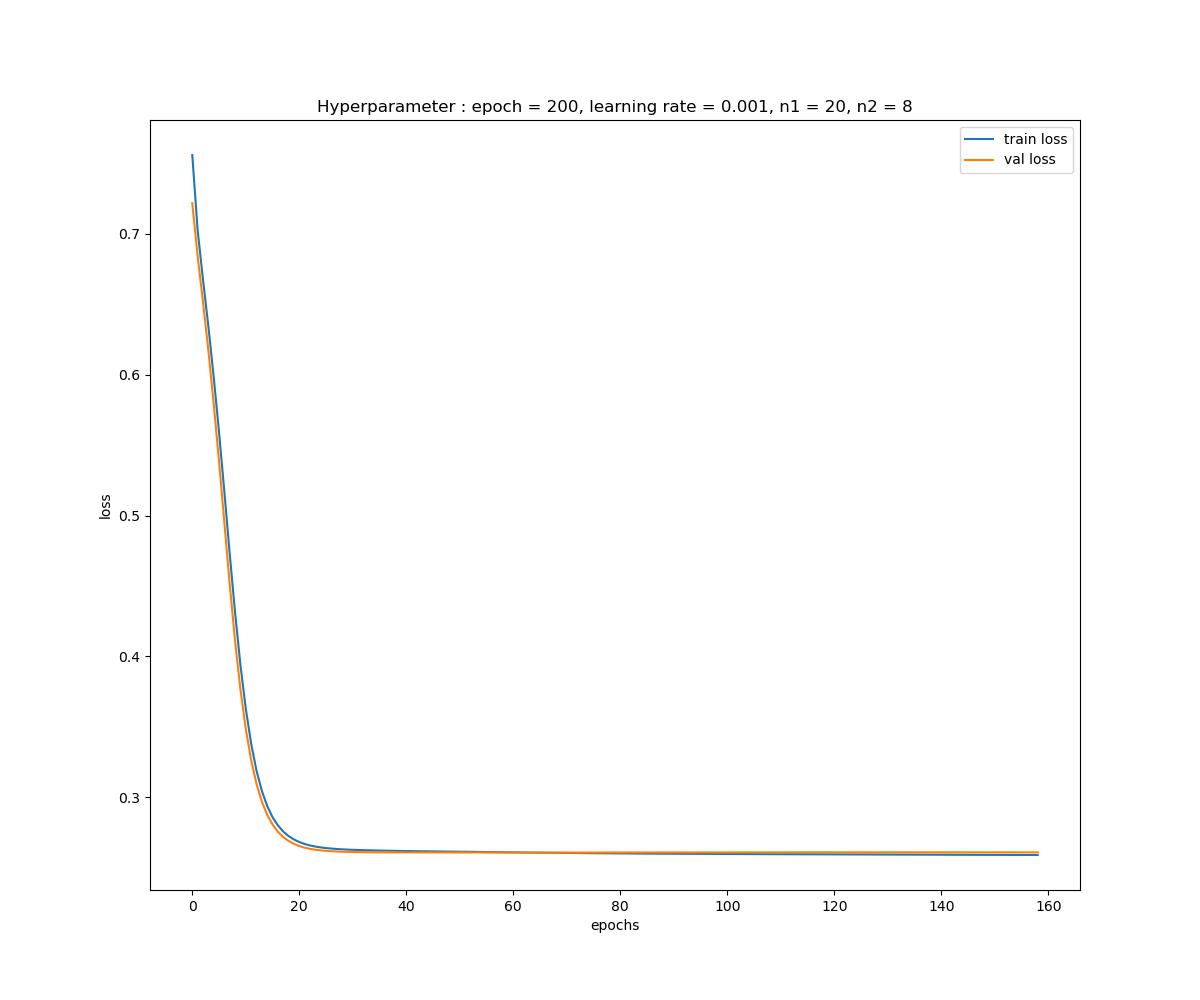 Hyperparameter : epoch = 200, learning rate = 0.001, n1 = 20, n2 = 8
train loss
val loss
0.7
0.6
0.5
0.4
0.3
loss
0 20 40 60 80 100 120 140 160
epochs